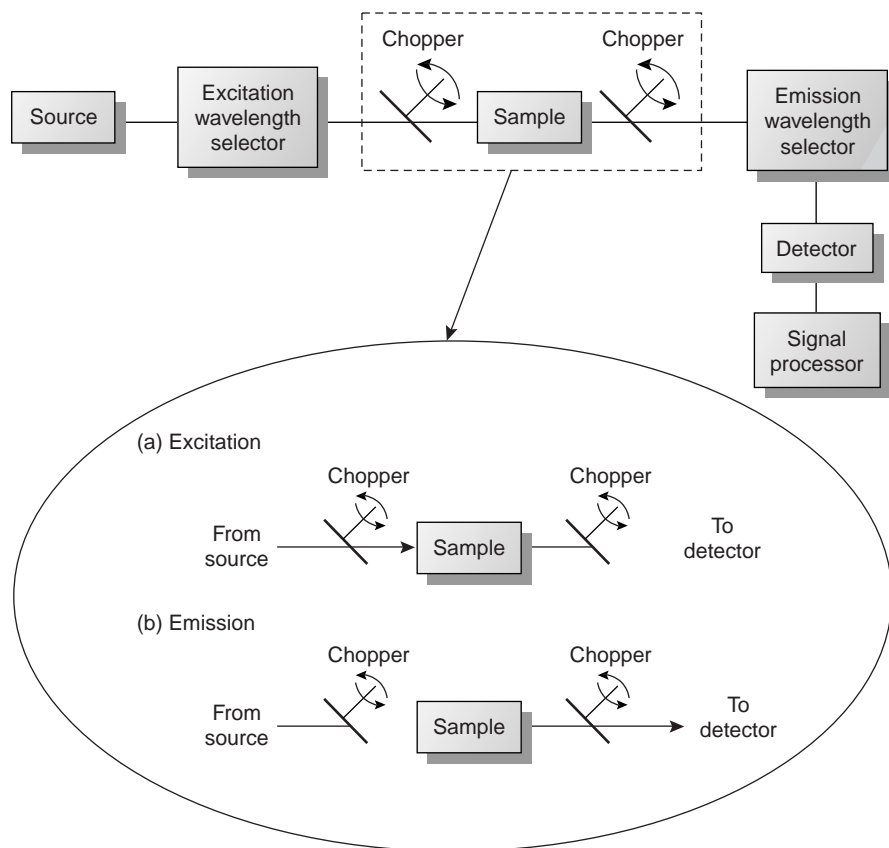 Chopper
Chopper
Source
Excitation
wavelength
selector
Sample
Emission
wavelength
selector
Detector
Signal
processor
(a) Excitation
Chopper
Chopper
From
source
Sample
To
detector
(b) Emission
Chopper
Chopper
From
source
Sample
To
detector